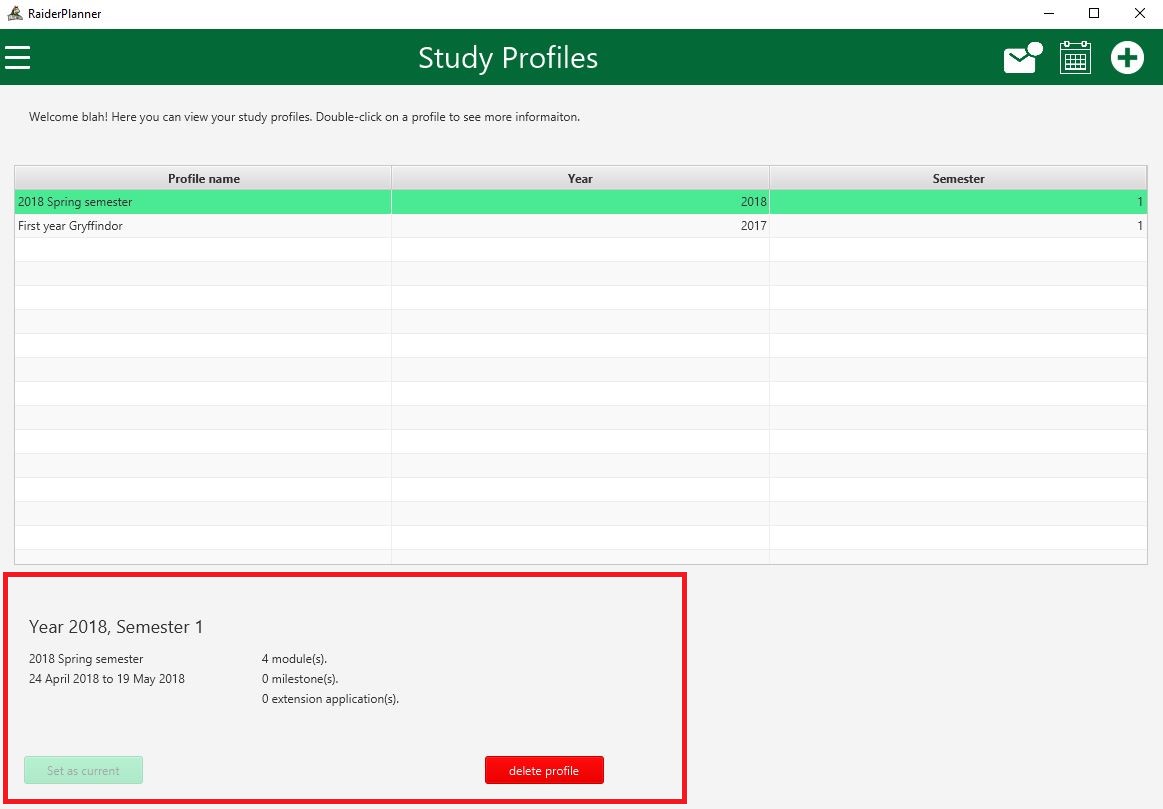 RaiderPlanner
Study Profiles
Welcome blah! Here you can view your study profiles. Double-click on a profile to see more informaiton.
Profile name Year Semester
2018 Spring semester 2018 1
First year Gryffindor 2017 1
Year 2018, Semester 1
2018 Spring semester 4 module(s).
24 April 2018 to 19 May 2018 0 milestone(s).
0 extension application(s).
Set as current delete profile